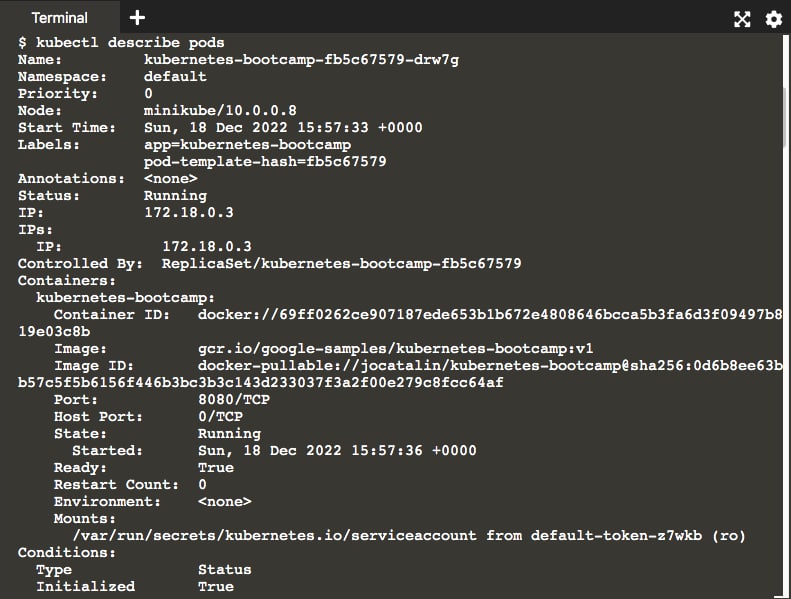 Terminal
$ kubectl describe pods
Name:         kubernetes-bootcamp-fb5c67579-drw7g
Namespace:    default
Priority:     0
Node:         minikube/10.0.0.8
Start Time:   Sun, 18 Dec 2022 15:57:33 +0000
Labels:       app=kubernetes-bootcamp
              pod-template-hash=fb5c67579
Annotations:  <none>
Status:       Running
IP:           172.18.0.3
IPs:
  IP:           172.18.0.3
Controlled By:  ReplicaSet/kubernetes-bootcamp-fb5c67579
Containers:
  kubernetes-bootcamp:
    Container ID:   docker://69ff0262ce907187ede653b1b672e4808646bcca5b3fa6d3f09497b8
19e03c8b
    Image:          gcr.io/google-samples/kubernetes-bootcamp:v1
    Image ID:       docker-pullable://jocatalin/kubernetes-bootcamp@sha256:0d6b8ee63b
b57c5f5b6156f446b3bc3b3c143d233037f3a2f00e279c8fcc64af
    Port:           8080/TCP
    Host Port:      0/TCP
    State:          Running
      Started:      Sun, 18 Dec 2022 15:57:36 +0000
    Ready:          True
    Restart Count:  0
    Environment:    <none>
    Mounts:
      /var/run/secrets/kubernetes.io/serviceaccount from default-token-z7wkb (ro)
Conditions:
  Type              Status
  Initialized       True